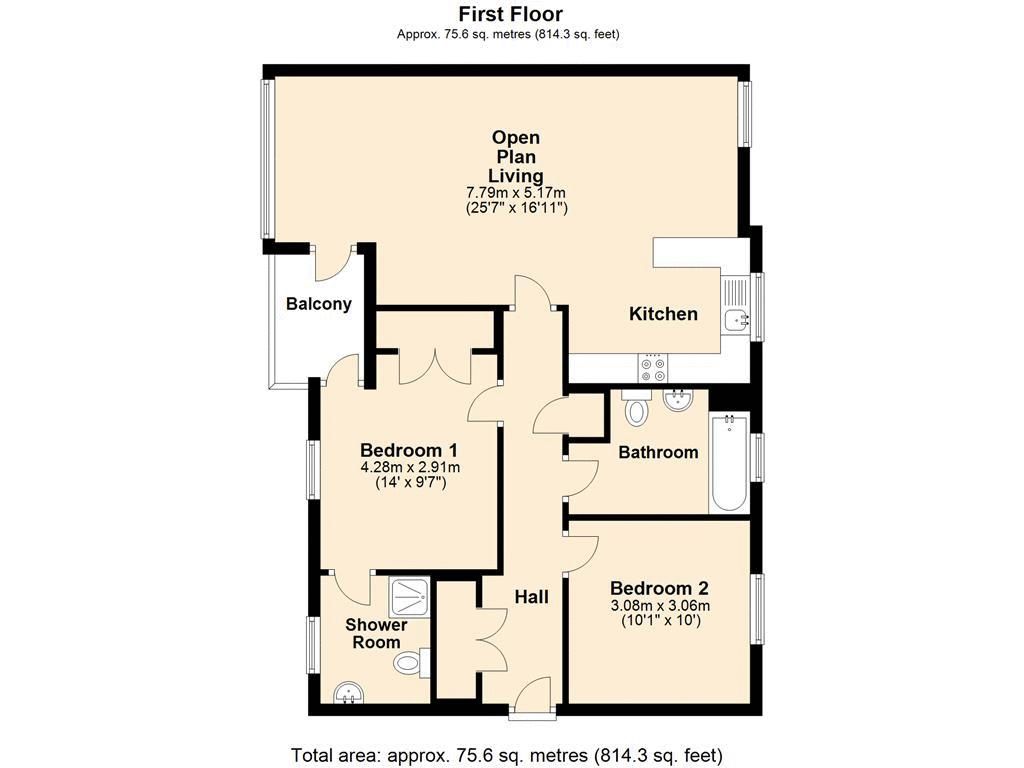 First Floor
Approx. 75.6 sq. metres (814.3 sq. feet)
Open
Plan
Living
7.79m x 5.17m
(25'7" x 16'11")
Balcony
Kitchen
Bedroom 1
4.28m x 2.91m
(14' x 9'7")
Bathroom
Bedroom 2
3.08m x 3.06m
(10'1" x 10')
Hall
Shower
Room
Total area: approx. 75.6 sq. metres (814.3 sq. feet)